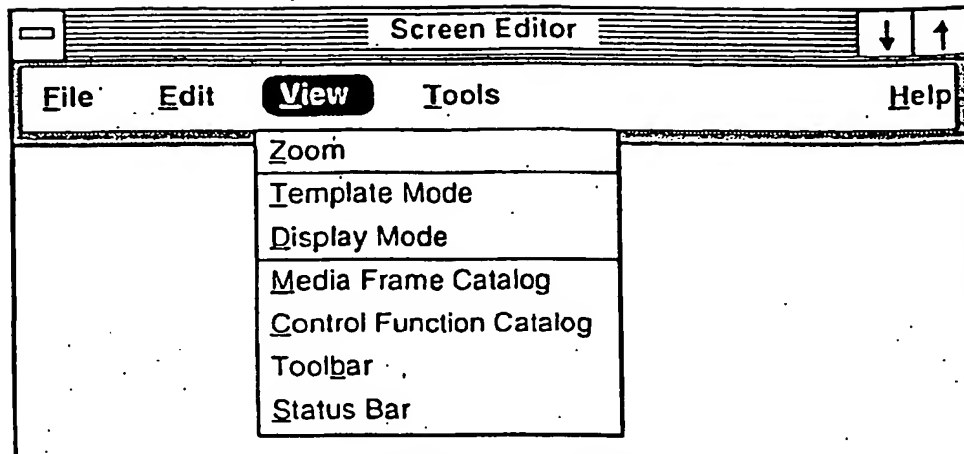 Screen Editor
File Edit View Tools Help
Zoom
Template Mode
Display Mode
Media Frame Catalog
Control Function Catalog
Toolbar
Status Bar